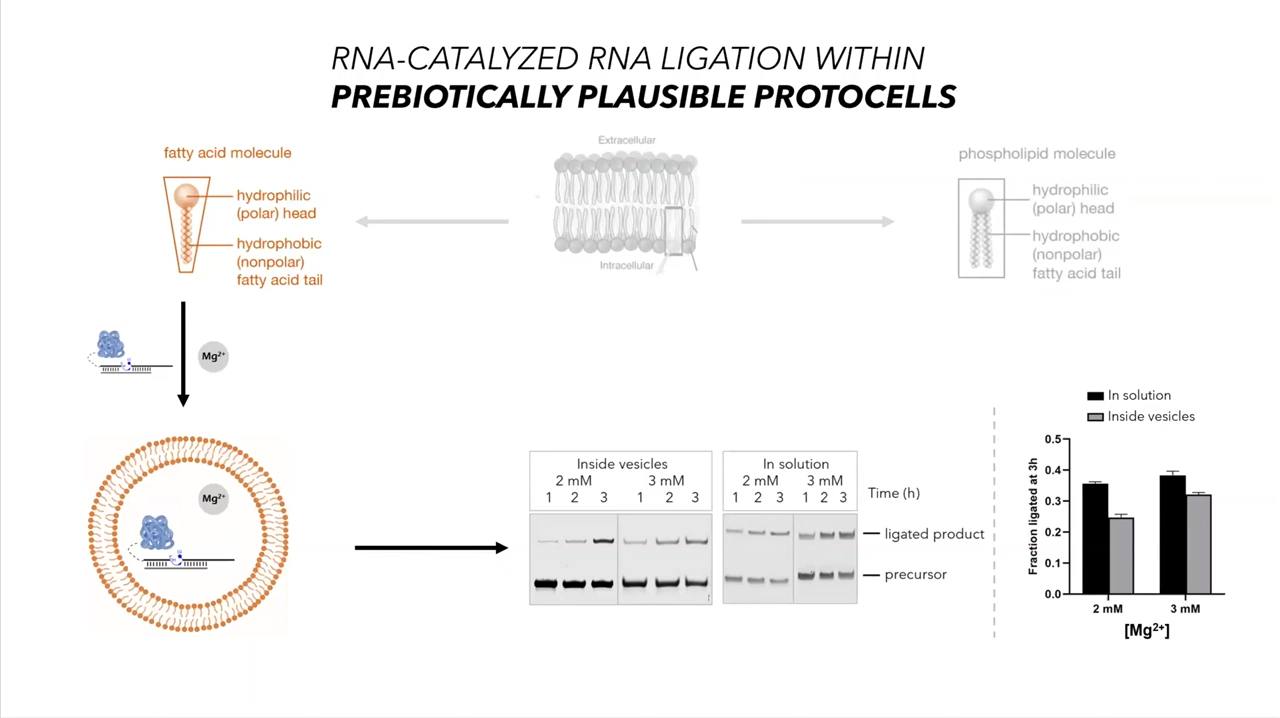 RNA-CATALYZED RNA LIGATION WITHIN
PREBIOTICALLY PLAUSIBLE PROTOCELLS
fatty acid molecule
hydrophilic
(polar) head
hydrophobic
(nonpolar)
fatty acid tail
Extracellular
Intracellular
phospholipid molecule
hydrophilic
(polar) head
hydrophobic
(nonpolar)
fatty acid tail
Mg²⁺
Mg²⁺
Inside vesicles
2 mM 3 mM
1 2 3 1 2 3
In solution
2 mM 3 mM
1 2 3 1 2 3
Time (h)
ligated product
precursor
In solution
Inside vesicles
Fraction ligated at 3h
0.5
0.4
0.3
0.2
0.1
0.0
2 mM 3 mM
[Mg²⁺]